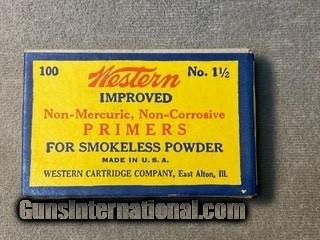 100 Western No. 1½
IMPROVED
Non-Mercuric, Non-Corrosive
PRIMERS
FOR SMOKELESS POWDER
MADE IN U.S.A.
WESTERN CARTRIDGE COMPANY, East Alton, Ill.
GunsInternational.com